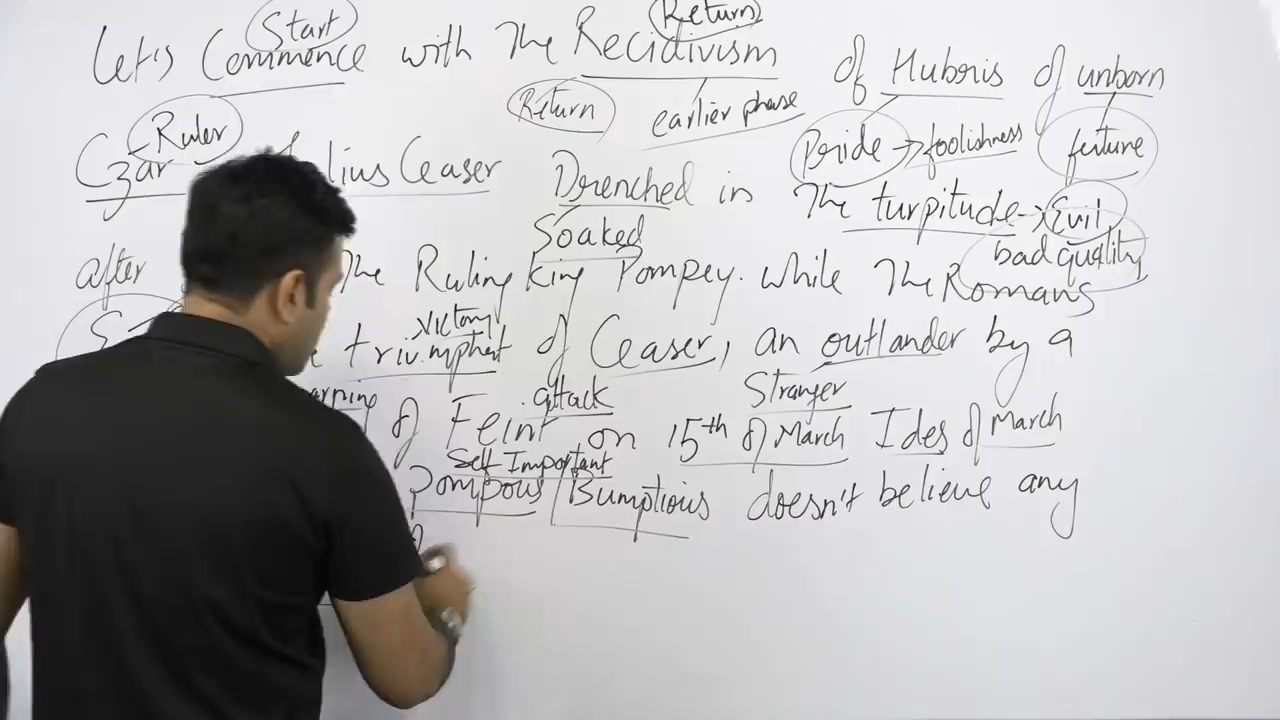 Start
Return
Let's Commence with The Recidivism of Hubris of unborn
Return earlier phase
Ruler
Pride → foolishness future
Czar Ceaser Drenched in The turpitude → Evil
Soaked bad quality
after The Ruling king Pompey. While The Romans
Victory
triumphent of Ceaser, an outlander by a
attack Stranger
of Feint on 15th of March Ides of March
Self Important
Pompous / Bumptious doesn't believe any